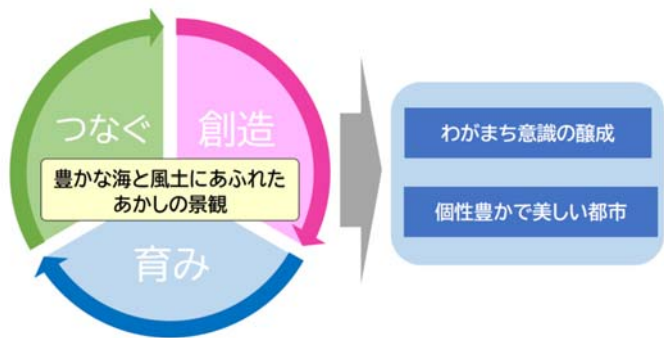 つなぐ
創造
豊かな海と風土にあふれた
あかしの景観
育み
わがまち意識の醸成
個性豊かで美しい都市